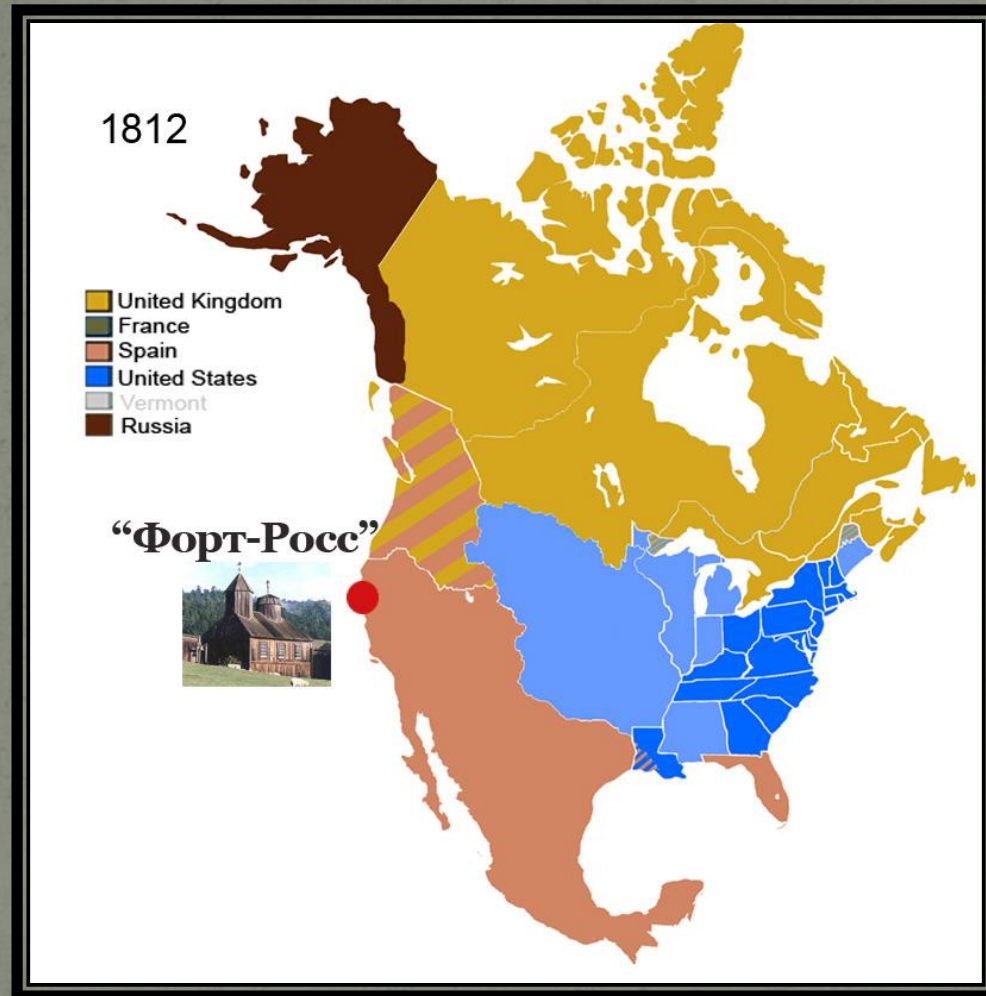 1812
United Kingdom
France
Spain
United States
Vermont
Russia
“Форт-Росс”